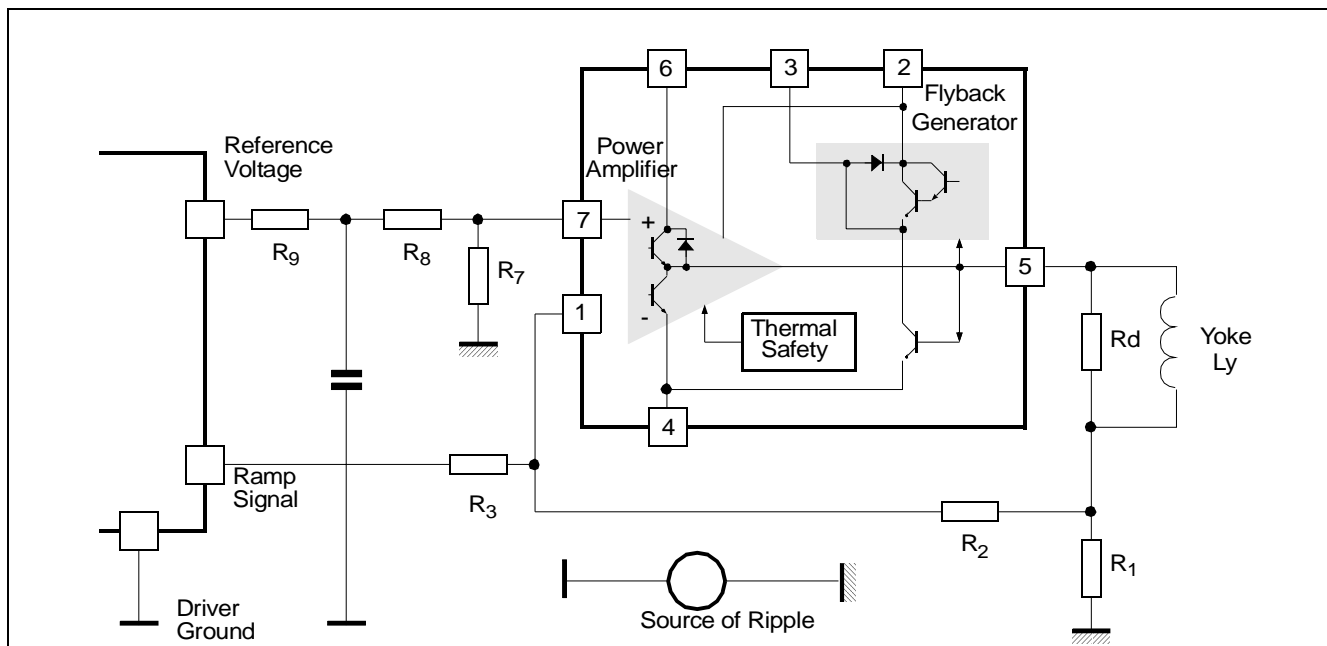 6
3
2
Flyback
Generator
Reference
Voltage
Power
Amplifier
R9
R8
7
+
R7
5
1
-
Thermal
Safety
Rd
Yoke
Ly
4
Ramp
Signal
R3
R2
R1
Driver
Ground
Source of Ripple